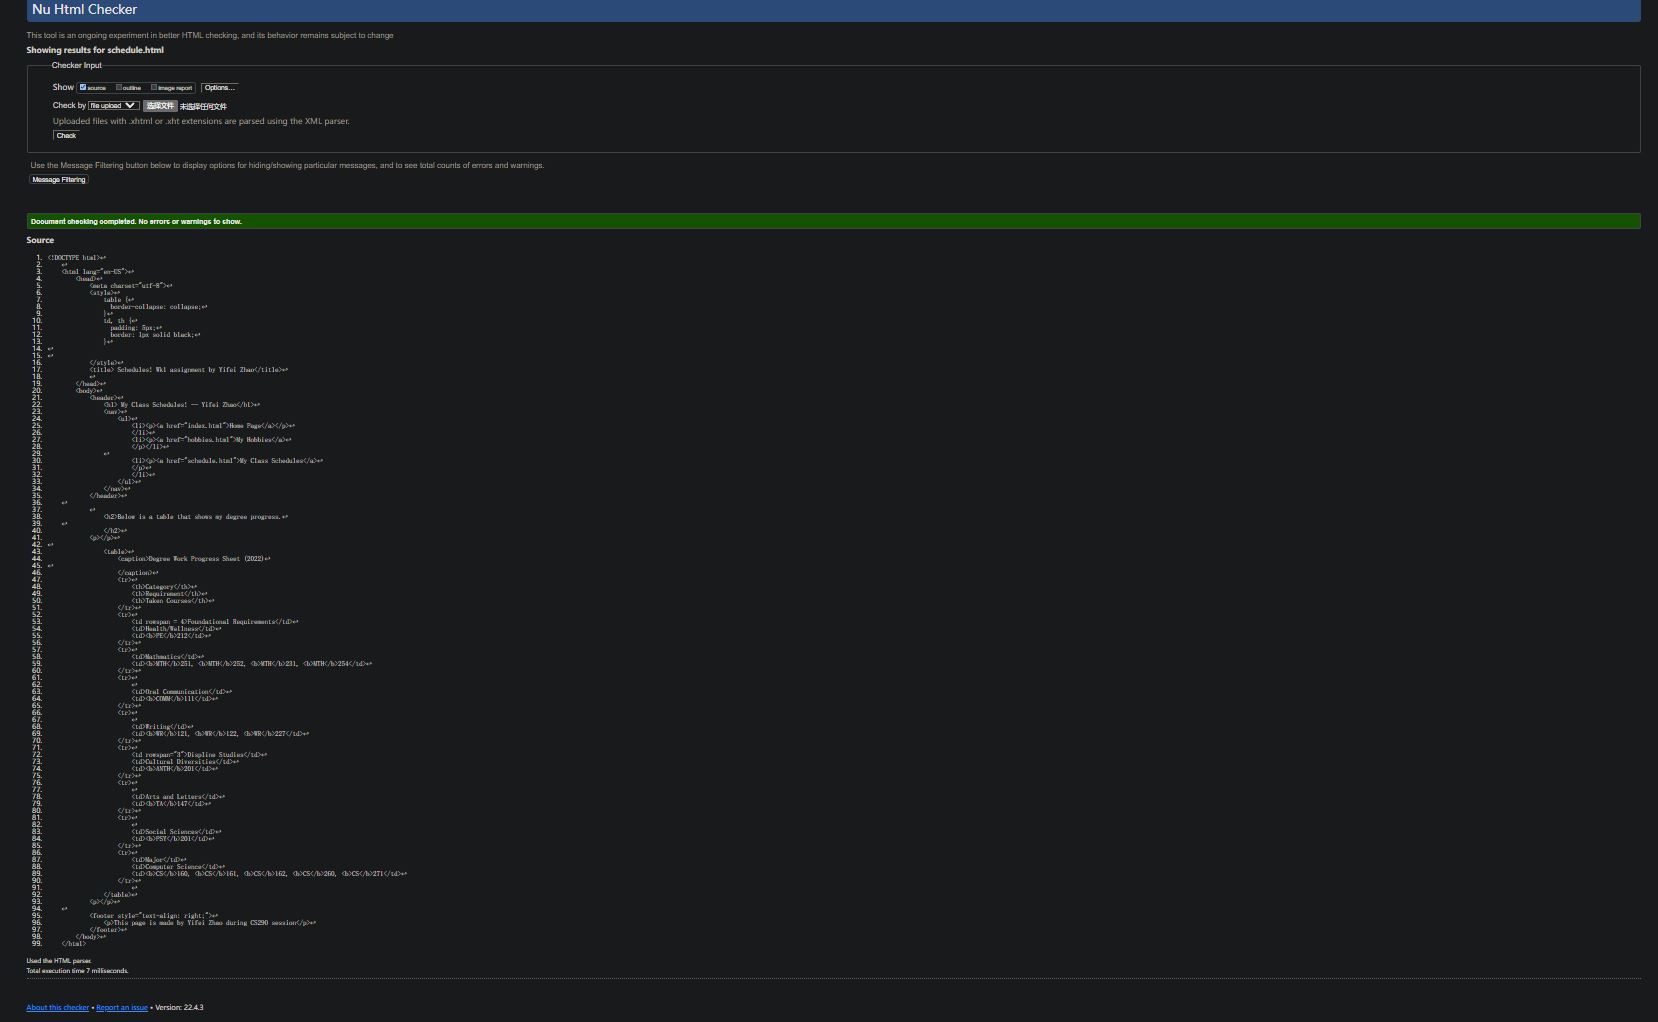 Nu Html Checker
This tool is an ongoing experiment in better HTML checking, and its behavior remains subject to change
Showing results for schedule.html
Checker Input
Show source outline image report Options...
Check by file upload 选择文件 未选择任何文件
Uploaded files with .xhtml or .xht extensions are parsed using the XML parser.
Check
Use the Message Filtering button below to display options for hiding/showing particular messages, and to see total counts of errors and warnings.
Message Filtering
Document checking completed. No errors or warnings to show.
Source
1. <!DOCTYPE html>↩
2. ↩
3. <html lang="en-US">↩
4. <head>↩
5. <meta charset="utf-8">↩
6. <style>↩
7. table {↩
8. border-collapse: collapse;↩
9. }↩
10. td, th {↩
11. padding: 5px;↩
12. border: 1px solid black;↩
13. }↩
14. ↩
15. ↩
16. </style>↩
17. <title> Schedules! Wk1 assignment by Yifei Zhao</title>↩
18. ↩
19. </head>↩
20. <body>↩
21. <header>↩
22. <h1> My Class Schedules! -- Yifei Zhao</h1>↩
23. <nav>↩
24. <ul>↩
25. <li><p><a href="index.html">Home Page</a></p>↩
26. </li>↩
27. <li><p><a href="hobbies.html">My Hobbies</a>↩
28. </p></li>↩
29. ↩
30. <li><p><a href="schedule.html">My Class Schedules</a>↩
31. </p>↩
32. </li>↩
33. </ul>↩
34. </nav>↩
35. </header>↩
36. ↩
37. ↩
38. <h2>Below is a table that shows my degree progress.↩
39. ↩
40. </h2>↩
41. <p></p>↩
42. ↩
43. <table>↩
44. <caption>Degree Work Progress Sheet (2022)↩
45. ↩
46. </caption>↩
47. <tr>↩
48. <th>Category</th>↩
49. <th>Requirement</th>↩
50. <th>Taken Courses</th>↩
51. </tr>↩
52. <tr>↩
53. <td rowspan = 4>Foundational Requirements</td>↩
54. <td>Health/Wellness</td>↩
55. <td><b>PE</b>212</td>↩
56. </tr>↩
57. <tr>↩
58. <td>Mathmatics</td>↩
59. <td><b>MTH</b>251, <b>MTH</b>252, <b>MTH</b>231, <b>MTH</b>254</td>↩
60. </tr>↩
61. <tr>↩
62. ↩
63. <td>Oral Communication</td>↩
64. <td><b>COMM</b>111</td>↩
65. </tr>↩
66. <tr>↩
67. ↩
68. <td>Writing</td>↩
69. <td><b>WR</b>121, <b>WR</b>122, <b>WR</b>227</td>↩
70. </tr>↩
71. <tr>↩
72. <td rowspan="3">Displine Studies</td>↩
73. <td>Cultural Diversities</td>↩
74. <td><b>ANTH</b>201</td>↩
75. </tr>↩
76. <tr>↩
77. ↩
78. <td>Arts and Letters</td>↩
79. <td><b>TA</b>147</td>↩
80. </tr>↩
81. <tr>↩
82. ↩
83. <td>Social Sciences</td>↩
84. <td><b>PSY</b>201</td>↩
85. </tr>↩
86. <tr>↩
87. <td>Major</td>↩
88. <td>Computer Science</td>↩
89. <td><b>CS</b>160, <b>CS</b>161, <b>CS</b>162, <b>CS</b>260, <b>CS</b>271</td>↩
90. </tr>↩
91. ↩
92. </table>↩
93. <p></p>↩
94. ↩
95. <footer style="text-align: right;">↩
96. <p>This page is made by Yifei Zhao during CS290 session</p>↩
97. </footer>↩
98. </body>↩
99. </html>
Used the HTML parser.
Total execution time 7 milliseconds.
About this checker • Report an issue • Version: 22.4.3